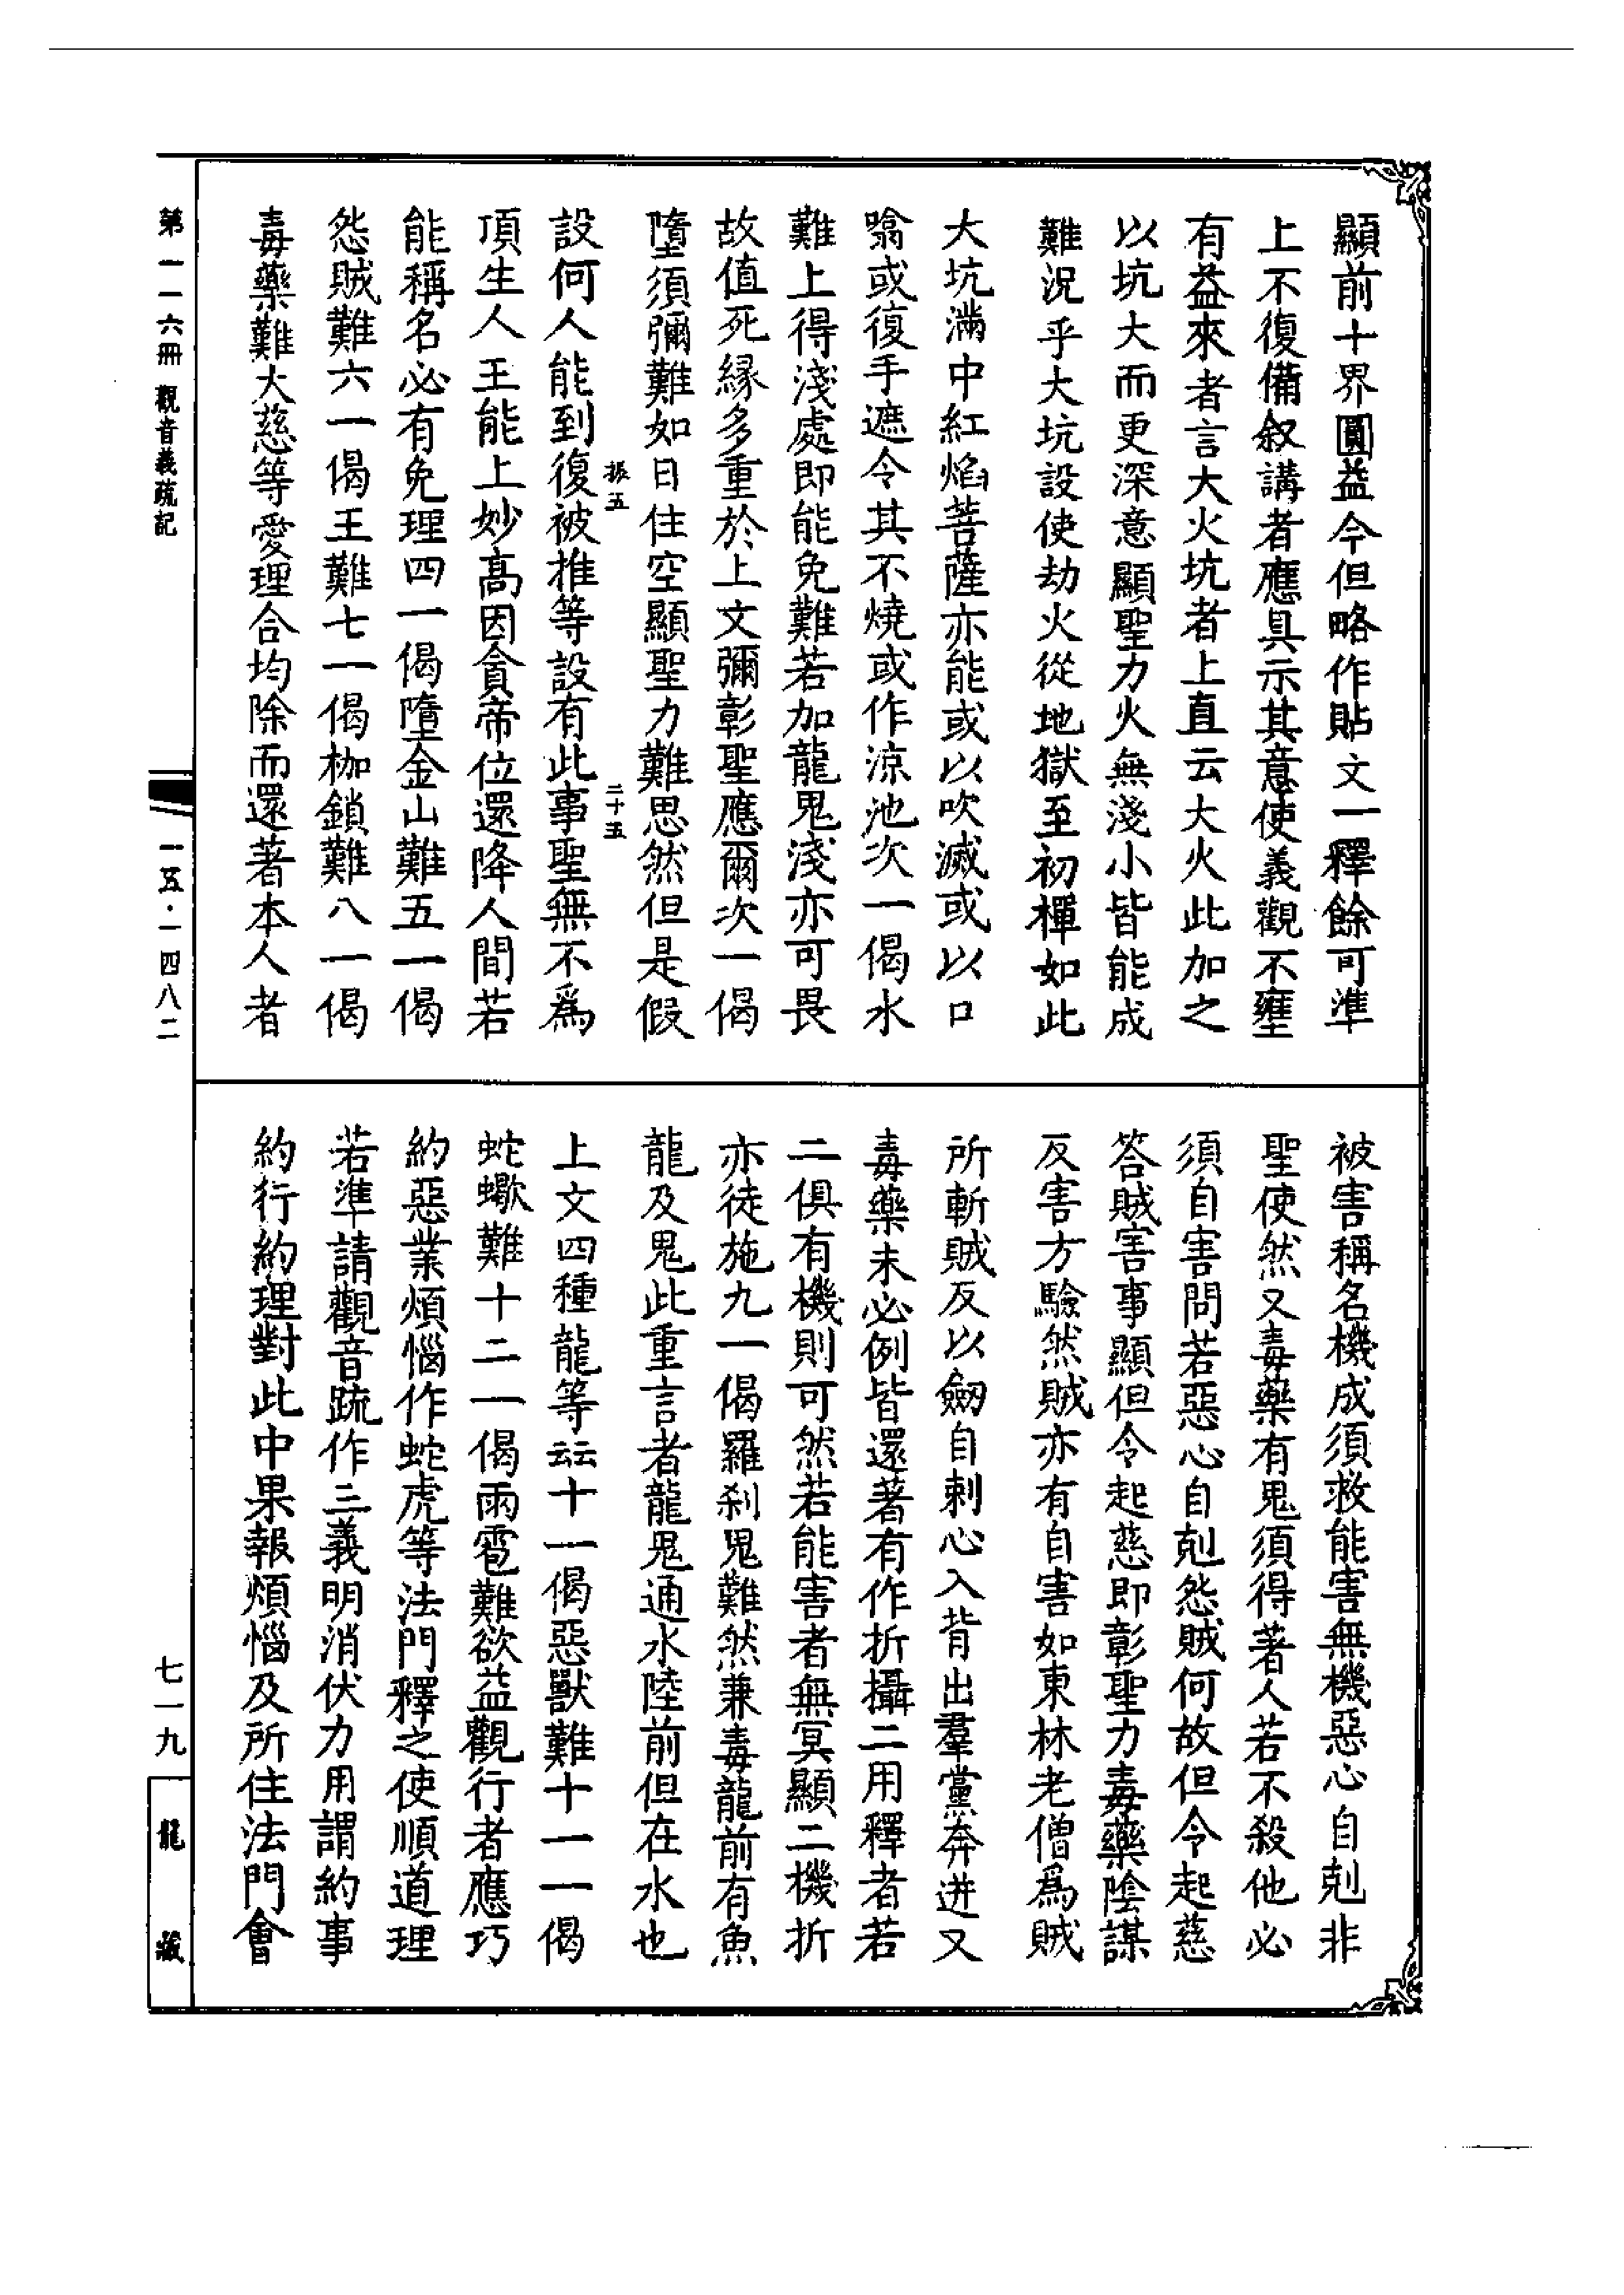 顯前十界圓益今但略作貼文一釋餘可準
上不復備叙講者應具示其意使義觀不壅
有益來者言大火坑者上直云大火此加之
以坑大而更深意顯聖力火無淺小皆能成
難況乎大坑設使劫火從地獄至初禪如此
大坑滿中紅焰菩薩亦能或以吹滅或以口
噏或復手遮令其不燒或作涼池次一偈水
難上得淺處即能免難若加龍鬼淺亦可畏
故值死緣多重於上文彌彰聖應爾次一偈
墮須彌難如日住空顯聖力難思然但是假
振五
二十五
設何人能到復被推等設有此事聖無不爲
頂生人王能上妙高因貪帝位還降人間若
能稱名必有免理四一偈墮金山難五一偈
怨賊難六一偈王難七一偈枷鎖難八一偈
毒藥難大慈等愛理合均除而還著本人者
被害稱名機成須救能害無機惡心自剋非
聖使然又毒藥有鬼須得著人若不殺他必
須自害問若惡心自剋怨賊何故但令起慈
答賊害事顯但令起慈即彰聖力毒藥陰謀
反害方驗然賊亦有自害如東林老僧爲賊
所斬賊反以劒自刺心入背出羣黨奔迸又
毒藥未必例皆還著有作折攝二用釋者若
二俱有機則可然若能害者無冥顯二機折
亦徒施九一偈羅刹鬼難然兼毒龍前有魚
龍及鬼此重言者龍鬼通水陸前但在水也
上文四種龍等云云十一偈惡獸難十一一偈
蛇蠍難十二一偈雨雹難欲益觀行者應巧
約惡業煩惱作蛇虎等法門釋之使順道理
若準請觀音疏作三義明消伏力用謂約事
約行約理對此中果報煩惱及所住法門會
第一一六冊 觀音義疏記
一五·一四八二
七一九
龍藏